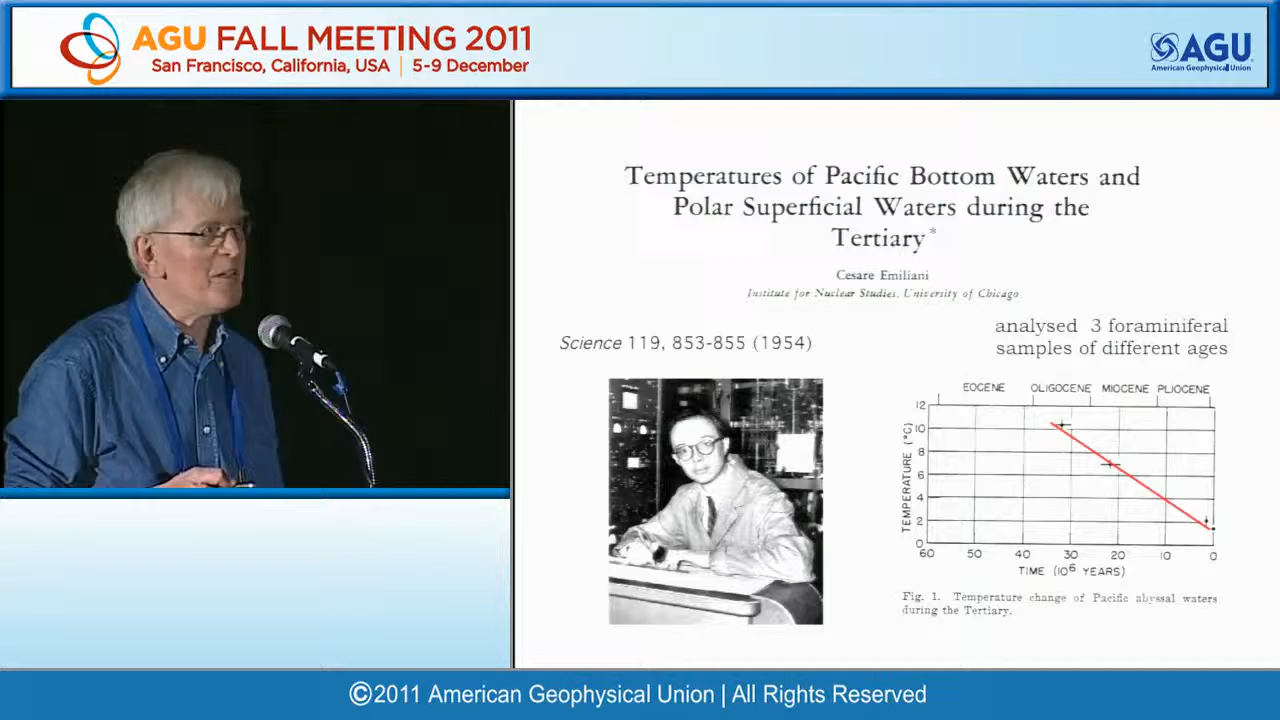 AGU FALL MEETING 2011
San Francisco, California, USA | 5-9 December
AGU
American Geophysical Union
Temperatures of Pacific Bottom Waters and
Polar Superficial Waters during the
Tertiary*
Cesare Emiliani
Institute for Nuclear Studies, University of Chicago
Science 119, 853-855 (1954)
analysed 3 foraminiferal
samples of different ages
EOCENE OLIGOCENE MIOCENE PLIOCENE
TEMPERATURE (°C)
12
10
8
6
4
2
0
60 50 40 30 20 10 0
TIME (10⁶ YEARS)
Fig. 1. Temperature change of Pacific abyssal waters
during the Tertiary.
©2011 American Geophysical Union | All Rights Reserved